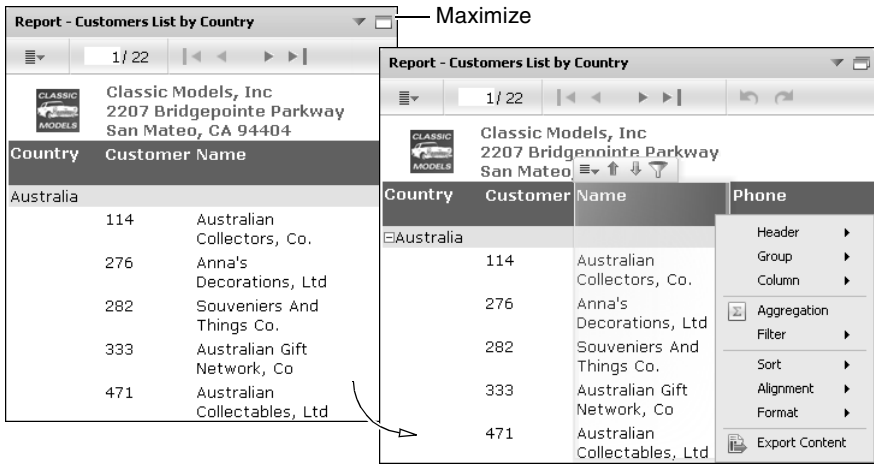 Report - Customers List by Country
Maximize
1/ 22
CLASSIC
MODELS
Classic Models, Inc
2207 Bridgepointe Parkway
San Mateo, CA 94404
Country Customer Name
Australia
114 Australian
Collectors, Co.
276 Anna's
Decorations, Ltd
282 Souveniers And
Things Co.
333 Australian Gift
Network, Co
471 Australian
Collectables, Ltd
Report - Customers List by Country
1/ 22
CLASSIC
MODELS
Classic Models, Inc
2207 Bridgepointe Parkway
San Mateo,
Country Customer Name Phone
Australia
114 Australian
Collectors, Co.
276 Anna's
Decorations, Ltd
282 Souveniers And
Things Co.
333 Australian Gift
Network, Co
471 Australian
Collectables, Ltd
Header
Group
Column
Σ Aggregation
Filter
Sort
Alignment
Format
Export Content